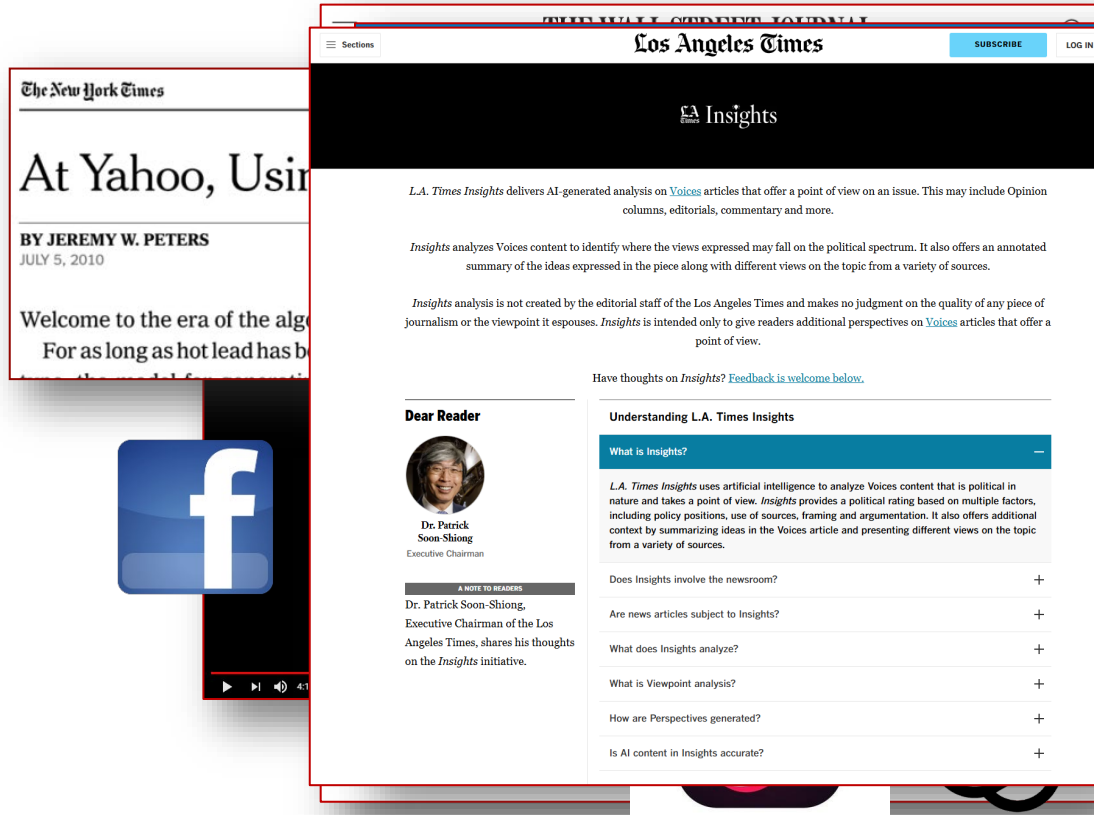 THE WALL STREET JOURNAL
Sections
Los Angeles Times
SUBSCRIBE
LOG IN
The New York Times
At Yahoo,
BY JEREMY W. PETERS
JULY 5, 2010
Welcome to the era of the
For as long as hot lead has
LA Times Insights
L.A. Times Insights delivers AI-generated analysis on Voices articles that offer a point of view on an issue. This may include Opinion
columns, editorials, commentary and more.
Insights analyzes Voices content to identify where the views expressed may fall on the political spectrum. It also offers an annotated
summary of the ideas expressed in the piece along with different views on the topic from a variety of sources.
Insights analysis is not created by the editorial staff of the Los Angeles Times and makes no judgment on the quality of any piece of
journalism or the viewpoint it espouses. Insights is intended only to give readers additional perspectives on Voices articles that offer a
point of view.
Have thoughts on Insights? Feedback is welcome below.
Dear Reader
Dr. Patrick
Soon-Shiong
Executive Chairman
A NOTE TO READERS
Dr. Patrick Soon-Shiong,
Executive Chairman of the Los
Angeles Times, shares his thoughts
on the Insights initiative.
Understanding L.A. Times Insights
What is Insights?
L.A. Times Insights uses artificial intelligence to analyze Voices content that is political in
nature and takes a point of view. Insights provides a political rating based on multiple factors,
including policy positions, use of sources, framing and argumentation. It also offers additional
context by summarizing ideas in the Voices article and presenting different views on the topic
from a variety of sources.
Does Insights involve the newsroom?
Are news articles subject to Insights?
What does Insights analyze?
What is Viewpoint analysis?
How are Perspectives generated?
Is AI content in Insights accurate?
f